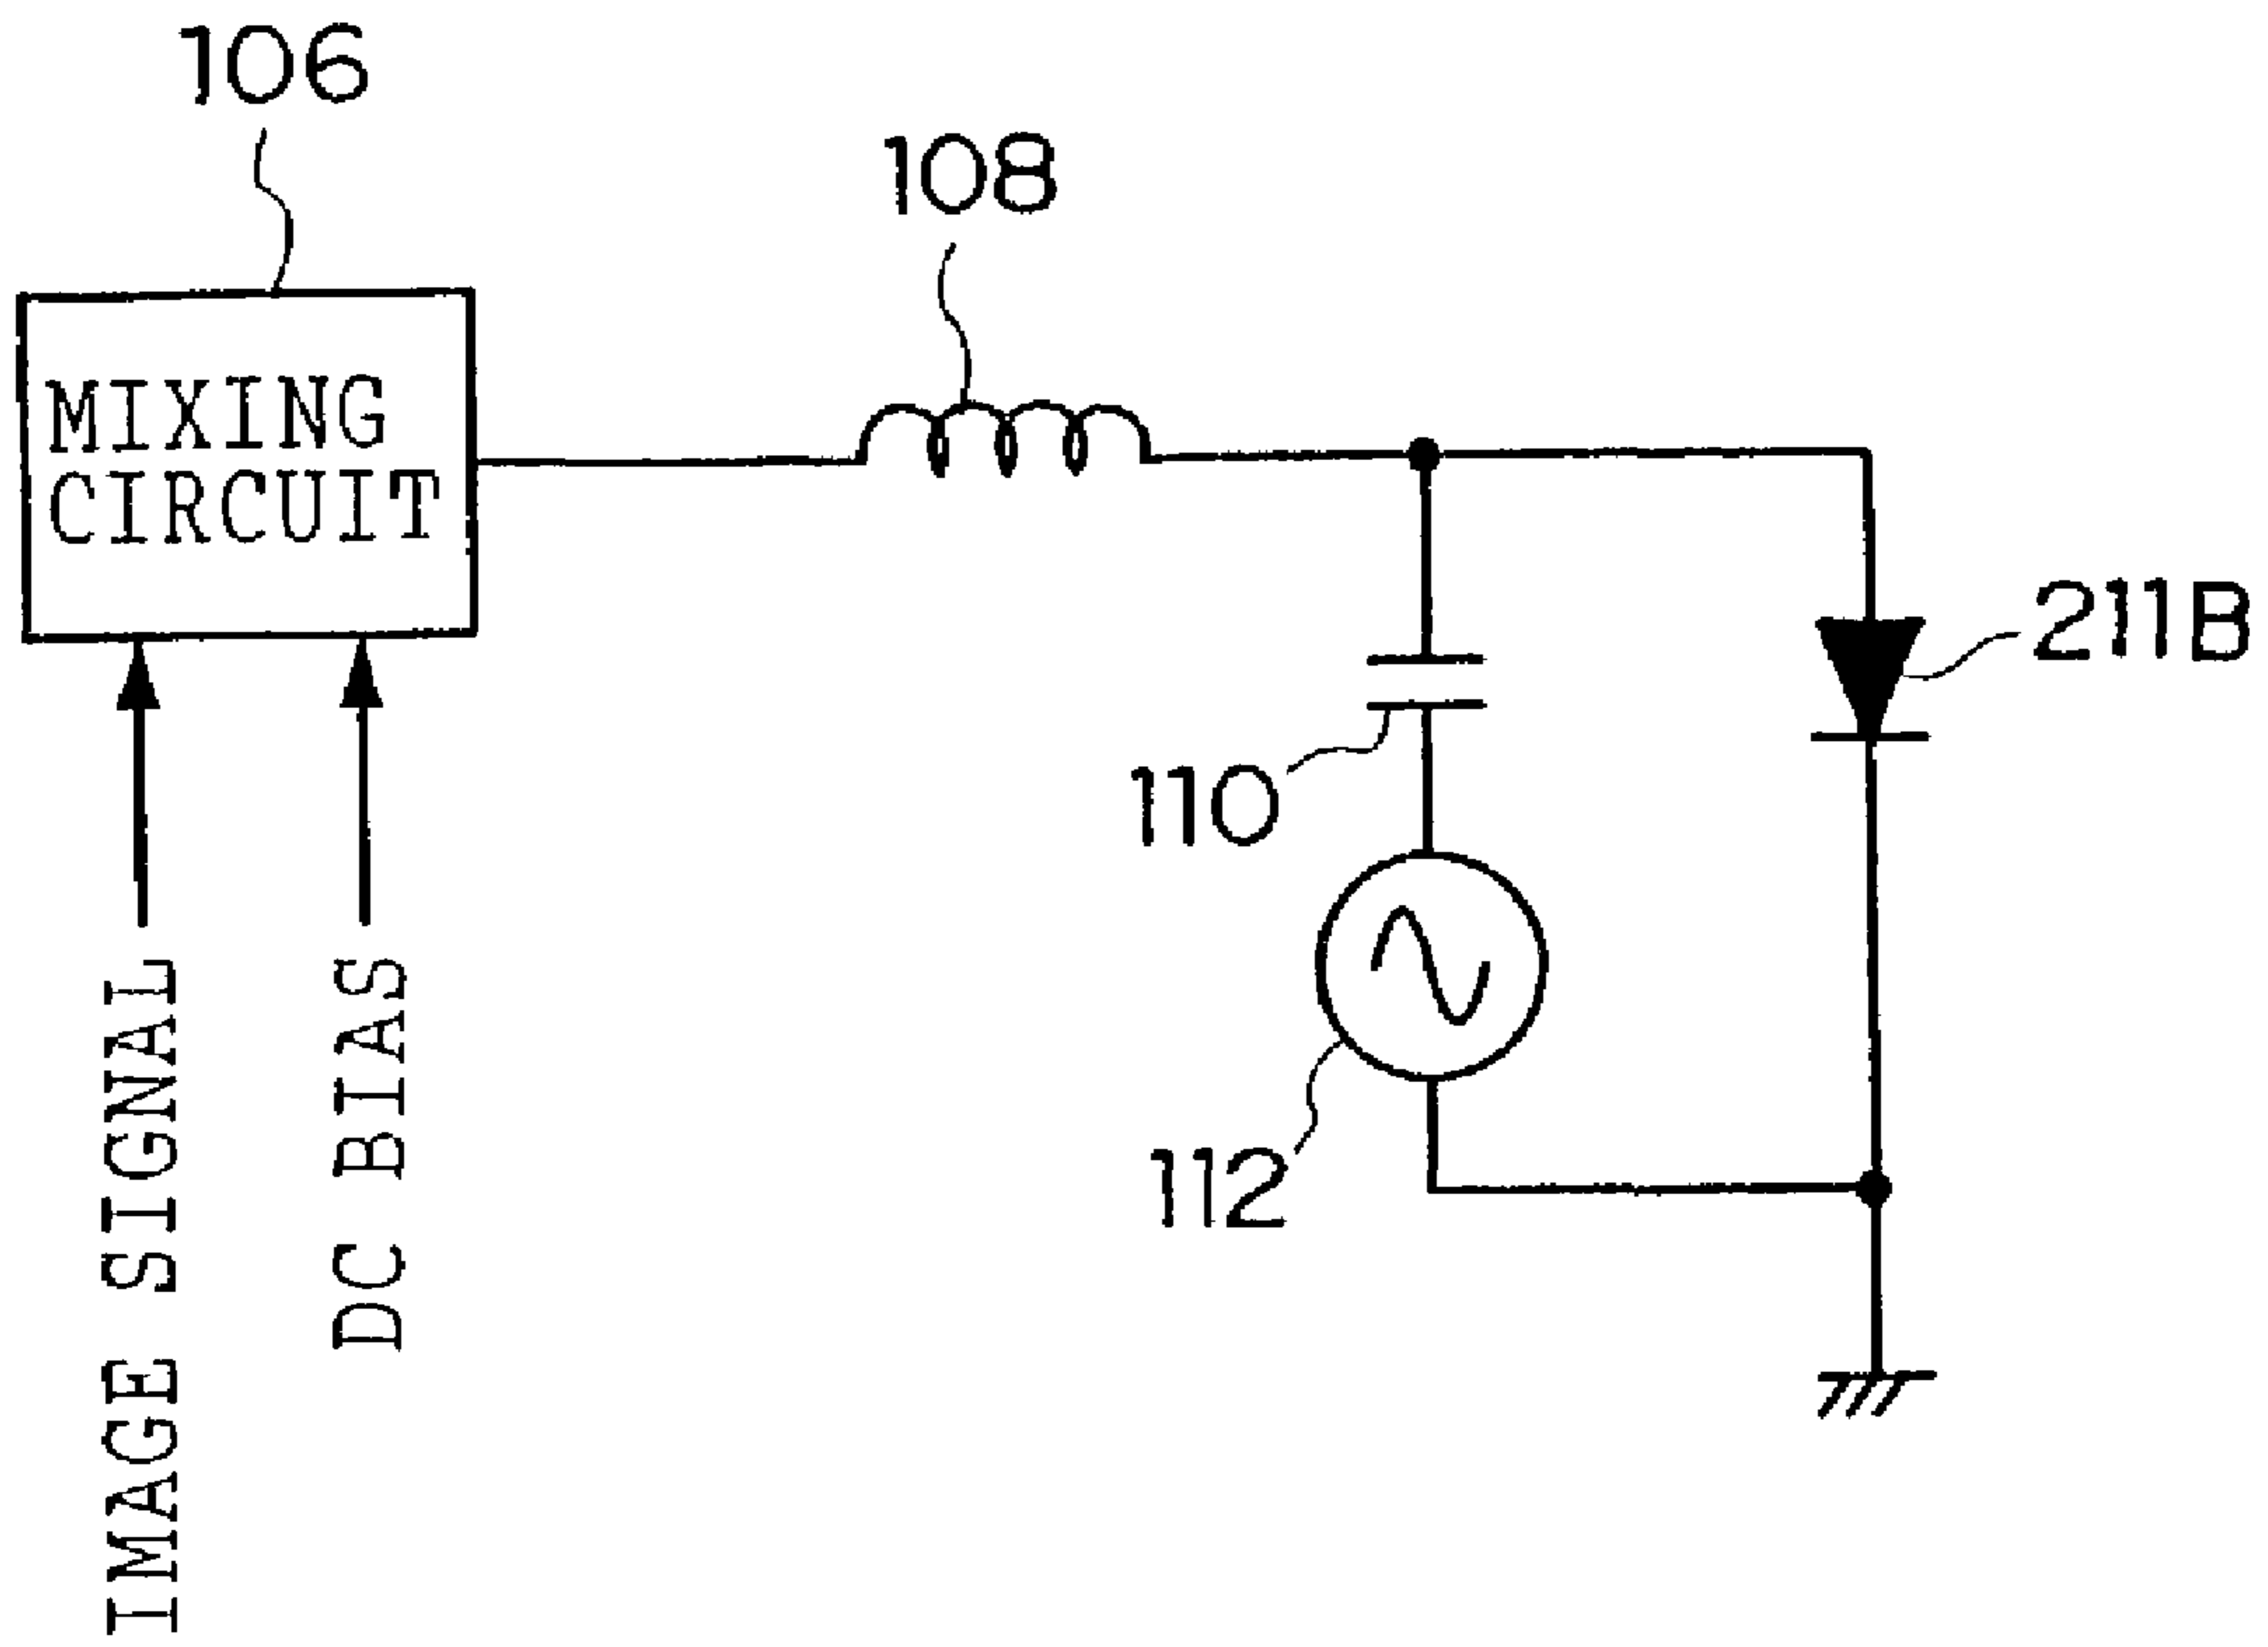 106
108
MIXING
CIRCUIT
211B
110
112
IMAGE SIGNAL
DC BIAS